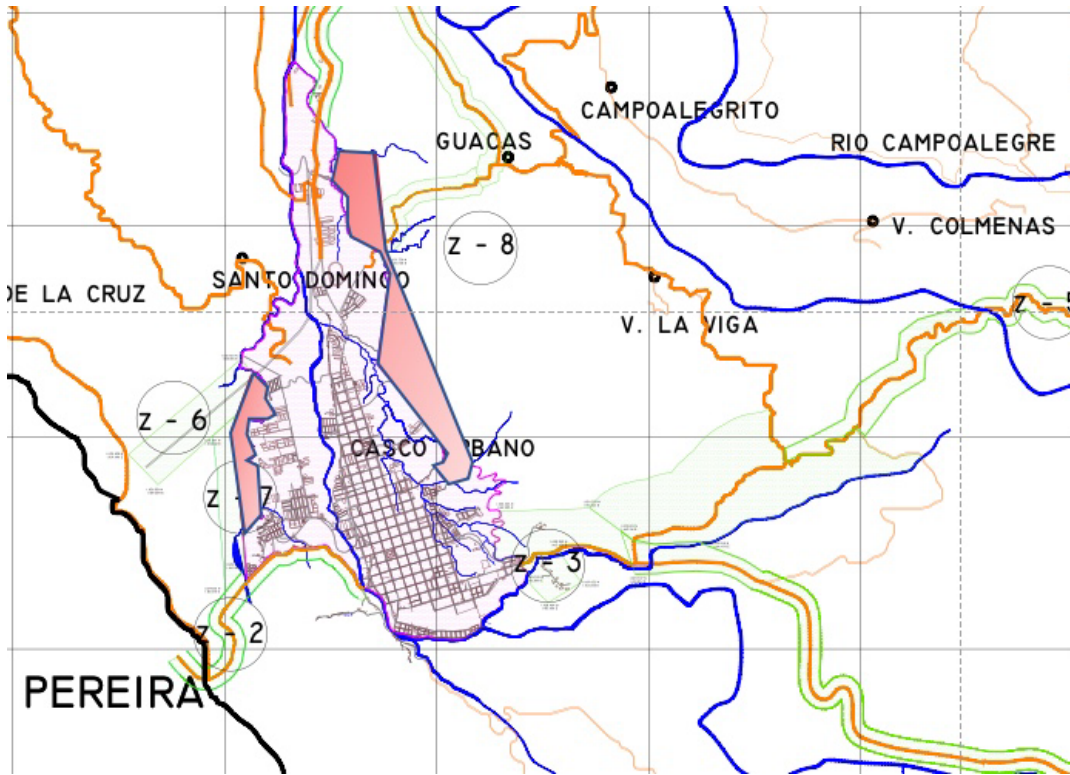 CAMPOALEGRITO
GUACAS
RIO CAMPOALEGRE
V. COLMENAS
Z - 8
SANTO DOMINGO
DE LA CRUZ
Z - 5
V. LA VIGA
Z - 6
CASCO URBANO
Z - 7
Z - 3
Z - 2
PEREIRA